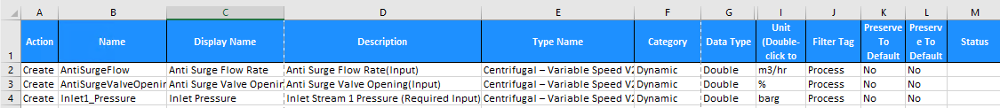 A B C D E F G I J K L M
1 Action Name Display Name Description Type Name Category Data Type Unit (Double-click to Filter Tag Preserve To Default Preserv e To Default Status
2 Create AntiSurgeFlow Anti Surge Flow Rate Anti Surge Flow Rate(Input) Centrifugal – Variable Speed V2 Dynamic Double m3/hr Process No No
3 Create AntiSurgeValveOpenin Anti Surge Valve Openin Anti Surge Valve Opening(Input) Centrifugal – Variable Speed V2 Dynamic Double % Process No No
4 Create Inlet1_Pressure Inlet Pressure Inlet Stream 1 Pressure (Required Input) Centrifugal – Variable Speed V2 Dynamic Double barg Process No No